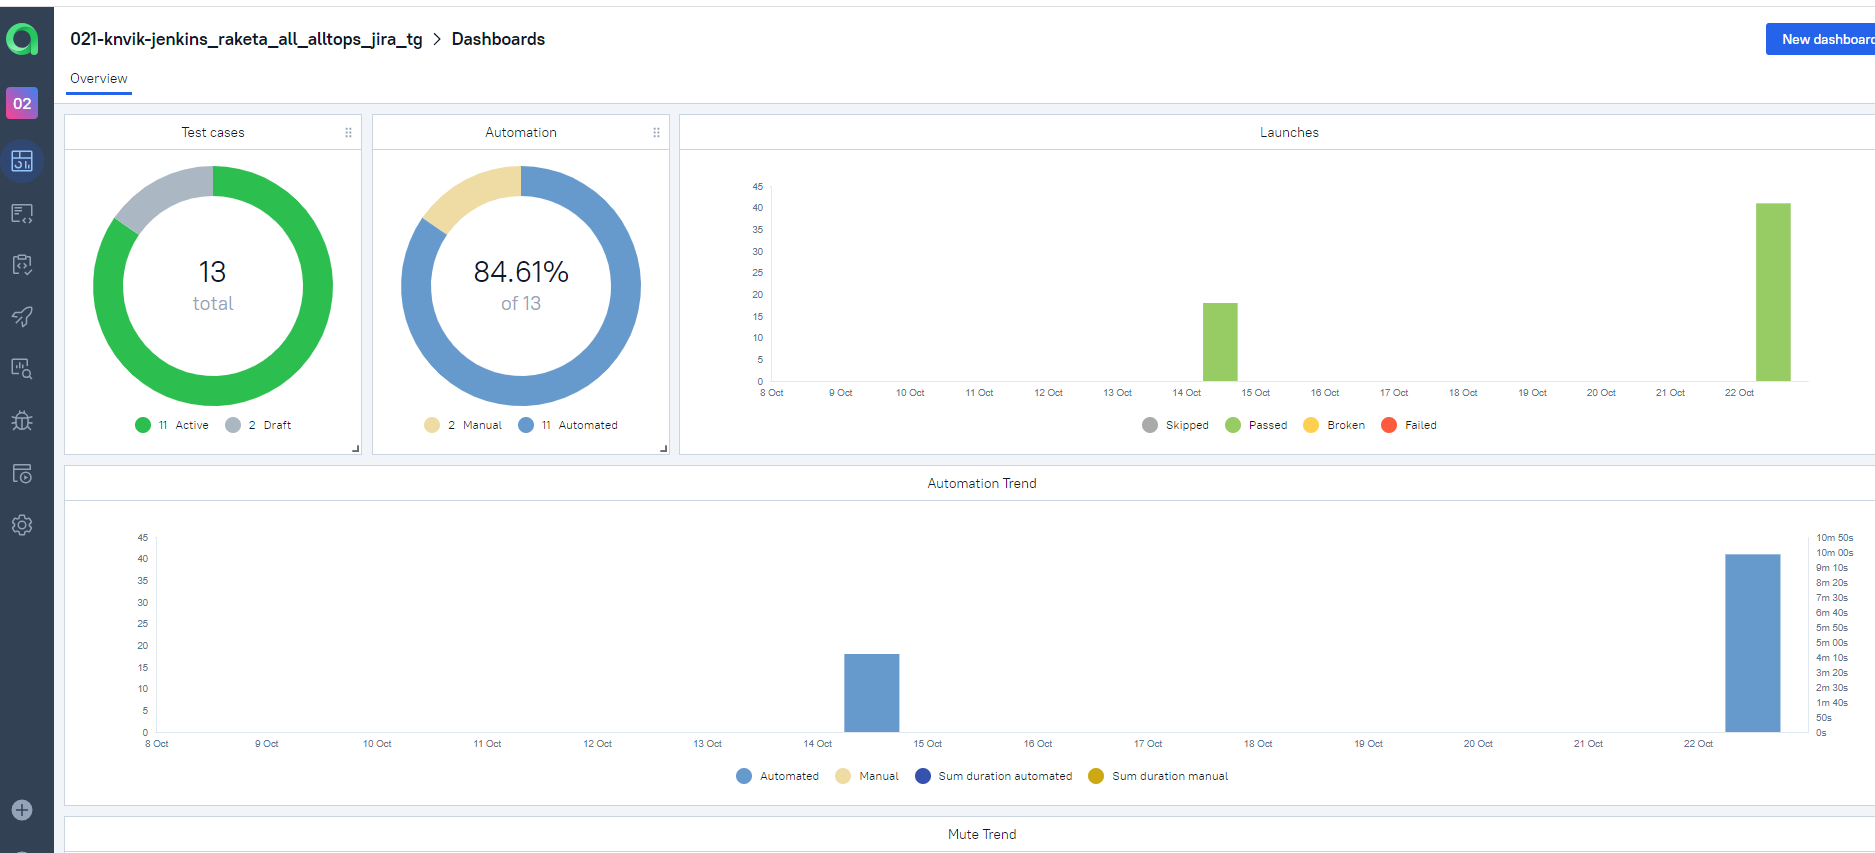 021-knvik-jenkins_raketa_all_alltops_jira_tg > Dashboards
New dashboard
Overview
02
Test cases
13
total
11 Active 2 Draft
Automation
84.61%
of 13
2 Manual 11 Automated
Launches
45
40
35
30
25
20
15
10
5
0
8 Oct 9 Oct 10 Oct 11 Oct 12 Oct 13 Oct 14 Oct 15 Oct 16 Oct 17 Oct 18 Oct 19 Oct 20 Oct 21 Oct 22 Oct
Skipped Passed Broken Failed
Automation Trend
45
40
35
30
25
20
15
10
5
0
10m 50s
10m 00s
9m 10s
8m 20s
7m 30s
6m 40s
5m 50s
5m 00s
4m 10s
3m 20s
2m 30s
1m 40s
50s
0s
8 Oct 9 Oct 10 Oct 11 Oct 12 Oct 13 Oct 14 Oct 15 Oct 16 Oct 17 Oct 18 Oct 19 Oct 20 Oct 21 Oct 22 Oct
Automated Manual Sum duration automated Sum duration manual
Mute Trend